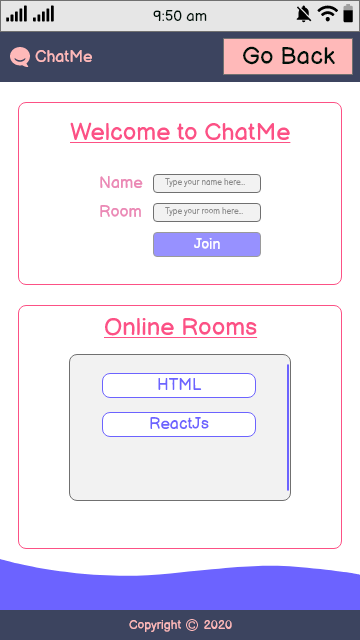 9:50 am
ChatMe
Go Back
Welcome to ChatMe
Name Type your name here...
Room Type your room here...
Join
Online Rooms
HTML
ReactJs
Copyright © 2020